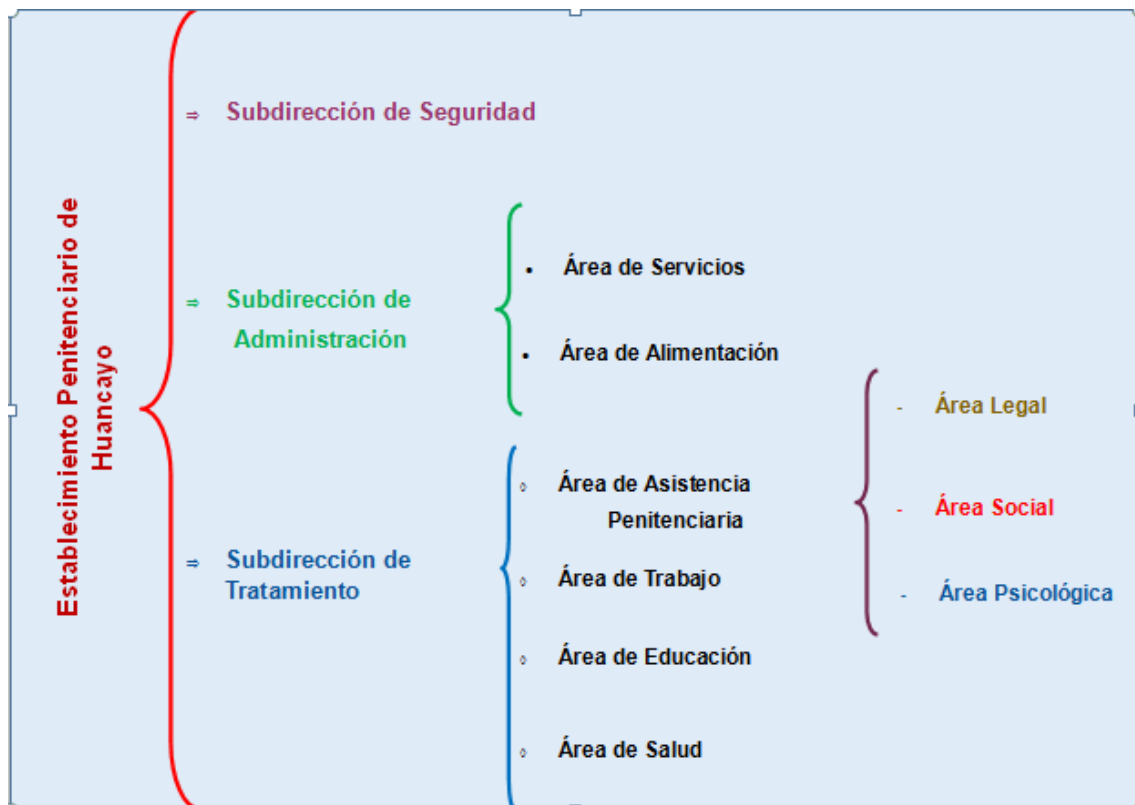 Establecimiento Penitenciario de
Huancayo
⇒ Subdirección de Seguridad
⇒ Subdirección de
Administración
• Área de Servicios
• Área de Alimentación
⇒ Subdirección de
Tratamiento
◊ Área de Asistencia
Penitenciaria
- Área Legal
- Área Social
- Área Psicológica
◊ Área de Trabajo
◊ Área de Educación
◊ Área de Salud